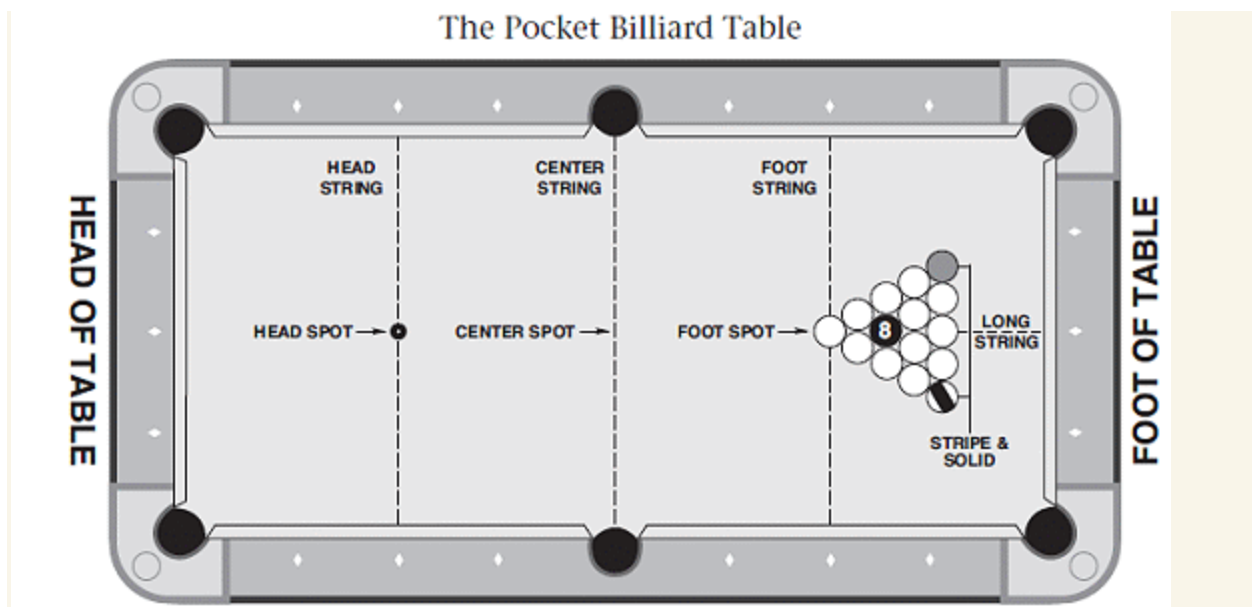 The Pocket Billiard Table
HEAD
STRING
CENTER
STRING
FOOT
STRING
HEAD OF TABLE
HEAD SPOT
CENTER SPOT
FOOT SPOT
8
LONG
STRING
STRIPE &
SOLID
FOOT OF TABLE